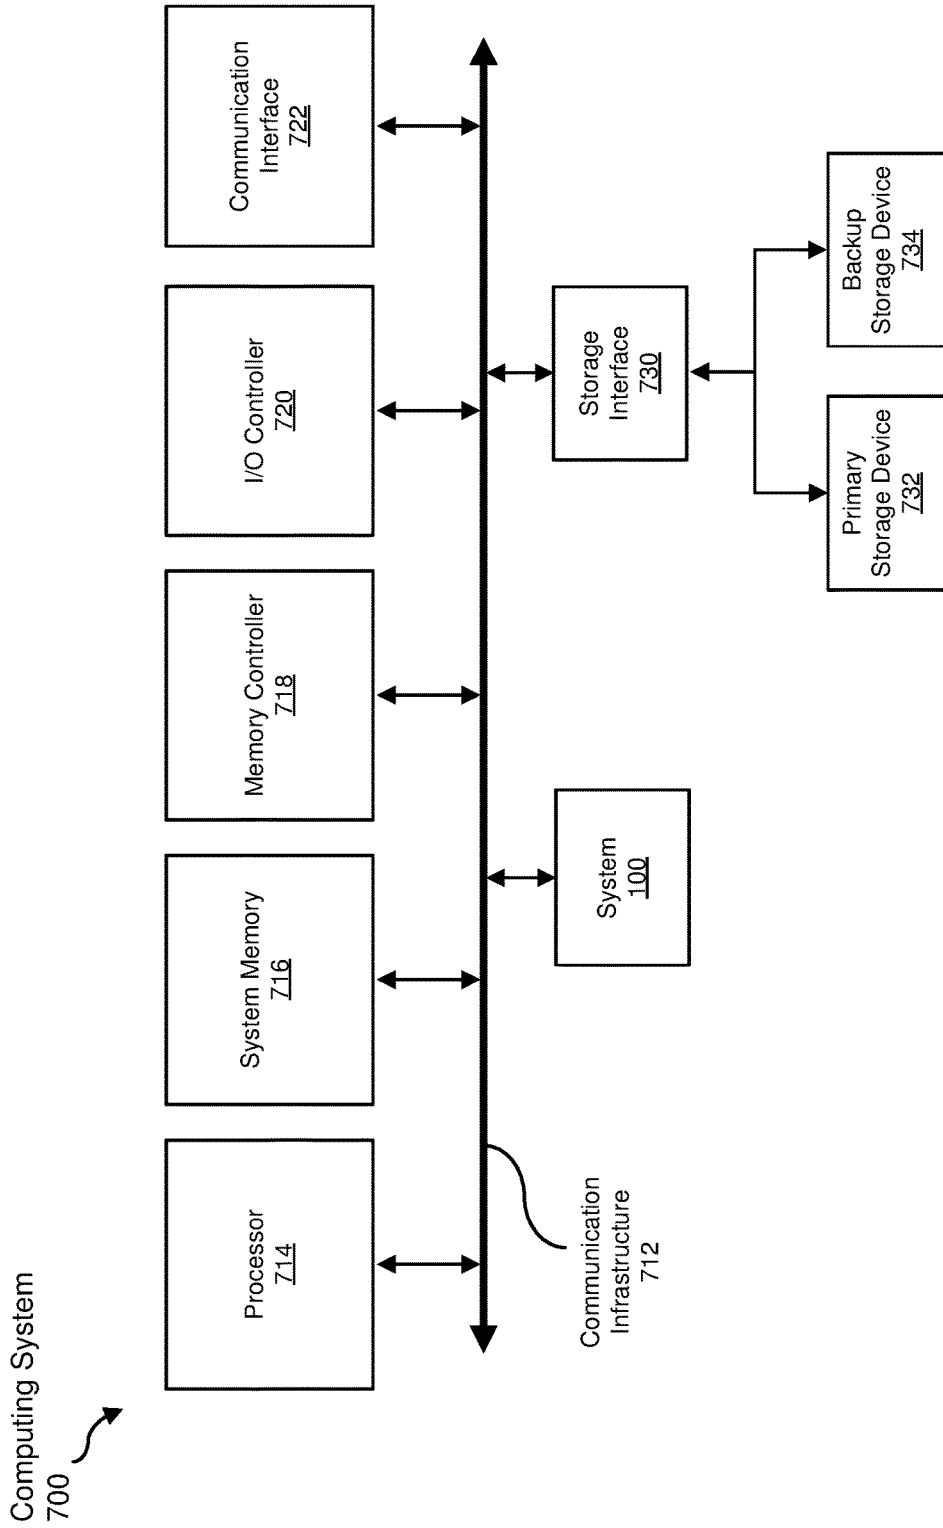 Computing System
700
Processor
714
System Memory
716
Memory Controller
718
I/O Controller
720
Communication
Interface
722
Communication
Infrastructure
712
System
100
Storage
Interface
730
Primary
Storage Device
732
Backup
Storage Device
734